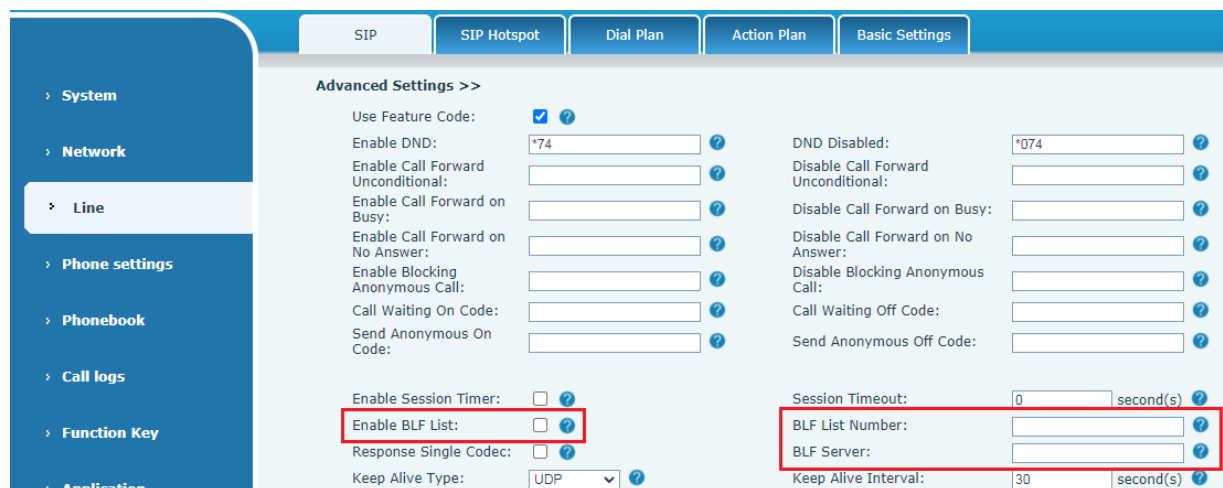 SIP
SIP Hotspot
Dial Plan
Action Plan
Basic Settings
› System
› Network
Line
› Phone settings
› Phonebook
› Call logs
› Function Key
› Application
Advanced Settings >>
Use Feature Code:
Enable DND: *74
DND Disabled: *074
Enable Call Forward
Unconditional:
Disable Call Forward
Unconditional:
Enable Call Forward on
Busy:
Disable Call Forward on Busy:
Enable Call Forward on
No Answer:
Disable Call Forward on No
Answer:
Enable Blocking
Anonymous Call:
Disable Blocking Anonymous
Call:
Call Waiting On Code:
Call Waiting Off Code:
Send Anonymous On
Code:
Send Anonymous Off Code:
Enable Session Timer:
Session Timeout: 0 second(s)
Enable BLF List:
BLF List Number:
Response Single Codec:
BLF Server:
Keep Alive Type: UDP
Keep Alive Interval: 30 second(s)